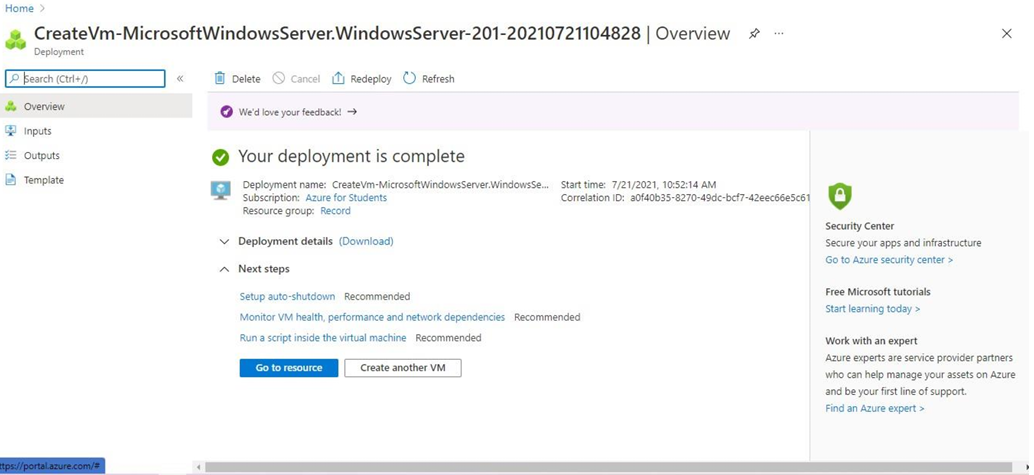 Home >
CreateVm-MicrosoftWindowsServer.WindowsServer-201-20210721104828 | Overview ...
Deployment
Search (Ctrl+/) «
Delete Cancel Redeploy Refresh
Overview
Inputs
Outputs
Template
We'd love your feedback! →
Your deployment is complete
Deployment name: CreateVm-MicrosoftWindowsServer.WindowsSe... Start time: 7/21/2021, 10:52:14 AM
Subscription: Azure for Students Correlation ID: a0f40b35-8270-49dc-bcf7-42eec66e5c61
Resource group: Record
Deployment details (Download)
Next steps
Setup auto-shutdown Recommended
Monitor VM health, performance and network dependencies Recommended
Run a script inside the virtual machine Recommended
Go to resource Create another VM
Security Center
Secure your apps and infrastructure
Go to Azure security center >
Free Microsoft tutorials
Start learning today >
Work with an expert
Azure experts are service provider partners
who can help manage your assets on Azure
and be your first line of support.
Find an Azure expert >
ttps://portal.azure.com/#